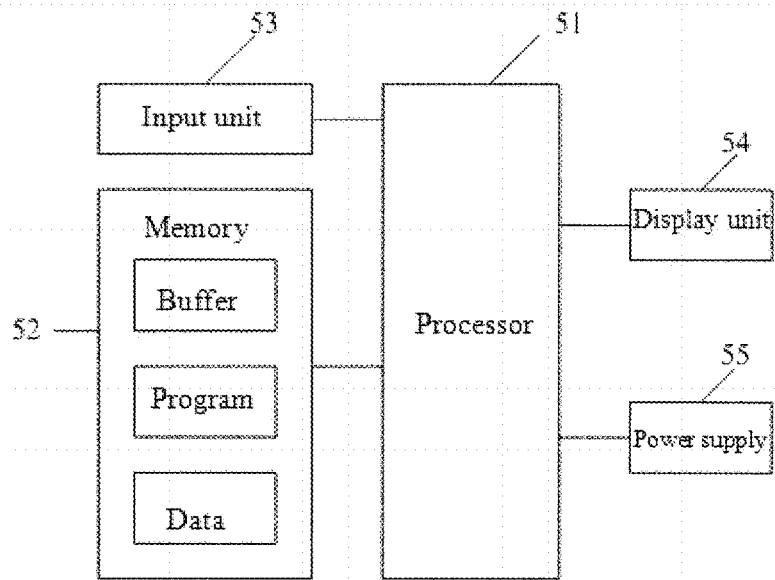 53
51
Input unit
54
Display unit
Memory
Buffer
52
Processor
Program
55
Power supply
Data